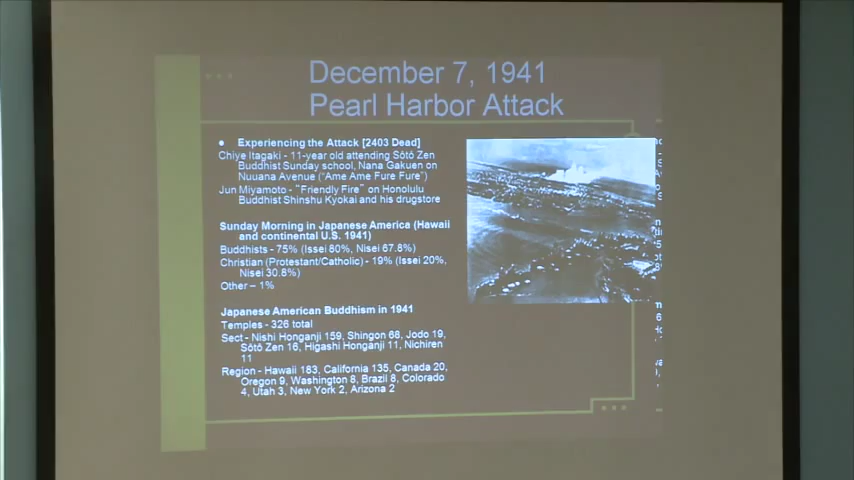 December 7, 1941
Pearl Harbor Attack
• Experiencing the Attack [2403 Dead]
Chiye Itagaki - 11-year old attending Sōtō Zen
Buddhist Sunday school, Nana Gakuen on
Nuuana Avenue ("Ame Ame Fure Fure")
Jun Miyamoto - "Friendly Fire" on Honolulu
Buddhist Shinshu Kyokai and his drugstore
Sunday Morning in Japanese America (Hawaii
and continental U.S. 1941)
Buddhists - 75% (Issei 80%, Nisei 67.8%)
Christian (Protestant/Catholic) - 19% (Issei 20%,
Nisei 30.8%)
Other – 1%
Japanese American Buddhism in 1941
Temples - 326 total
Sect - Nishi Honganji 159, Shingon 68, Jodo 19,
Sōtō Zen 16, Higashi Honganji 11, Nichiren
11
Region - Hawaii 183, California 135, Canada 20,
Oregon 9, Washington 8, Brazil 8, Colorado
4, Utah 3, New York 2, Arizona 2